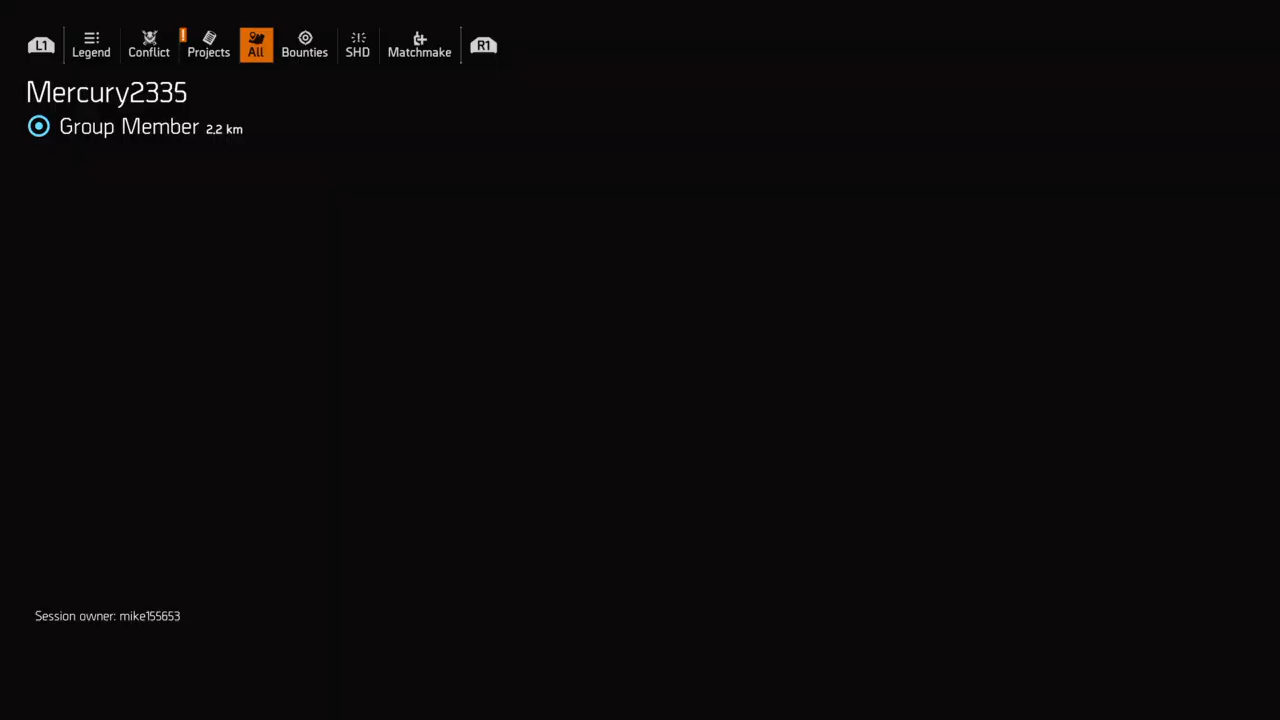 L1 Legend Conflict Projects All Bounties SHD Matchmake R1
Mercury2335
Group Member 2.2 km
Session owner: mike155653